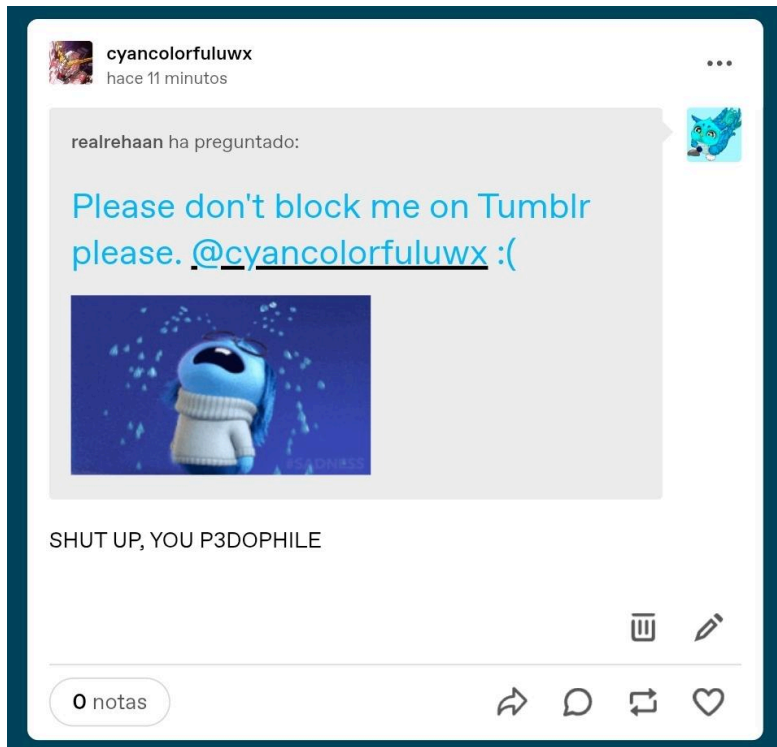 cyancolorfuluwx
hace 11 minutos
realrehaan ha preguntado:
Please don't block me on Tumblr
please. @cyancolorfuluwx :(
#SADNESS
SHUT UP, YOU P3DOPHILE
0 notas